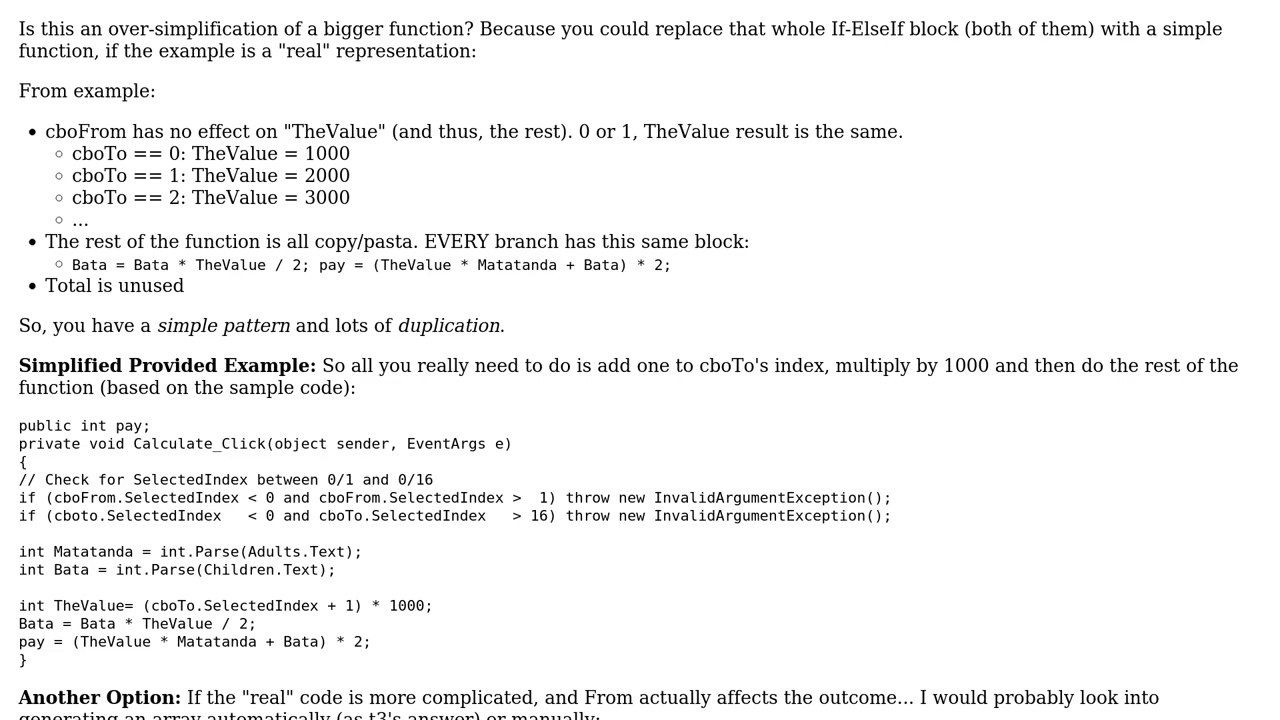 Is this an over-simplification of a bigger function? Because you could replace that whole If-ElseIf block (both of them) with a simple
function, if the example is a "real" representation:
From example:
• cboFrom has no effect on "TheValue" (and thus, the rest). 0 or 1, TheValue result is the same.
◦ cboTo == 0: TheValue = 1000
◦ cboTo == 1: TheValue = 2000
◦ cboTo == 2: TheValue = 3000
◦ ...
• The rest of the function is all copy/pasta. EVERY branch has this same block:
◦ Bata = Bata * TheValue / 2; pay = (TheValue * Matatanda + Bata) * 2;
• Total is unused
So, you have a simple pattern and lots of duplication.
Simplified Provided Example: So all you really need to do is add one to cboTo's index, multiply by 1000 and then do the rest of the
function (based on the sample code):
public int pay;
private void Calculate_Click(object sender, EventArgs e)
{
// Check for SelectedIndex between 0/1 and 0/16
if (cboFrom.SelectedIndex < 0 and cboFrom.SelectedIndex >  1) throw new InvalidArgumentException();
if (cboto.SelectedIndex   < 0 and cboTo.SelectedIndex   > 16) throw new InvalidArgumentException();
int Matatanda = int.Parse(Adults.Text);
int Bata = int.Parse(Children.Text);
int TheValue= (cboTo.SelectedIndex + 1) * 1000;
Bata = Bata * TheValue / 2;
pay = (TheValue * Matatanda + Bata) * 2;
}
Another Option: If the "real" code is more complicated, and From actually affects the outcome... I would probably look into
generating an array automatically (as t3's answer) or manually: